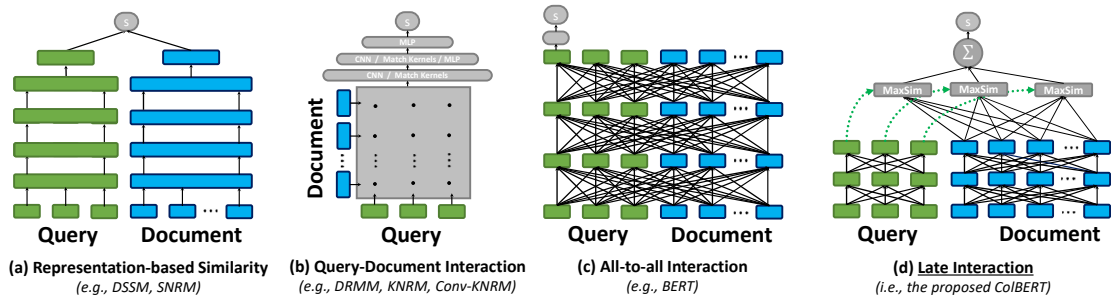 S
Query
Document
•••
(a) Representation-based Similarity
(e.g., DSSM, SNRM)
S
MLP
CNN / Match Kernels / MLP
CNN / Match Kernels
Document
Query
(b) Query-Document Interaction
(e.g., DRMM, KNRM, Conv-KNRM)
S
Query
Document
(c) All-to-all Interaction
(e.g., BERT)
S
Σ
MaxSim
MaxSim
MaxSim
Query
Document
(d) Late Interaction
(i.e., the proposed ColBERT)